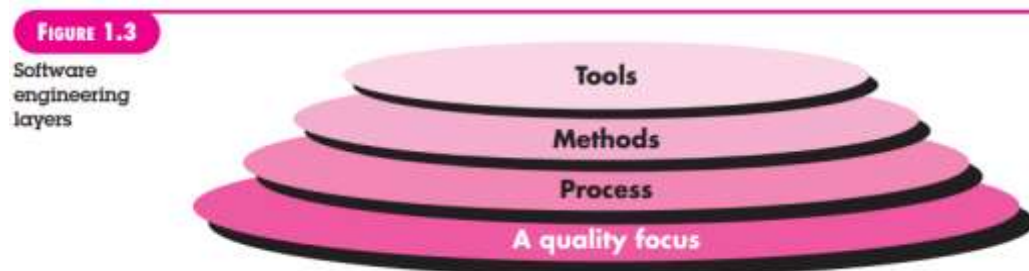 FIGURE 1.3
Software
engineering
layers
Tools
Methods
Process
A quality focus